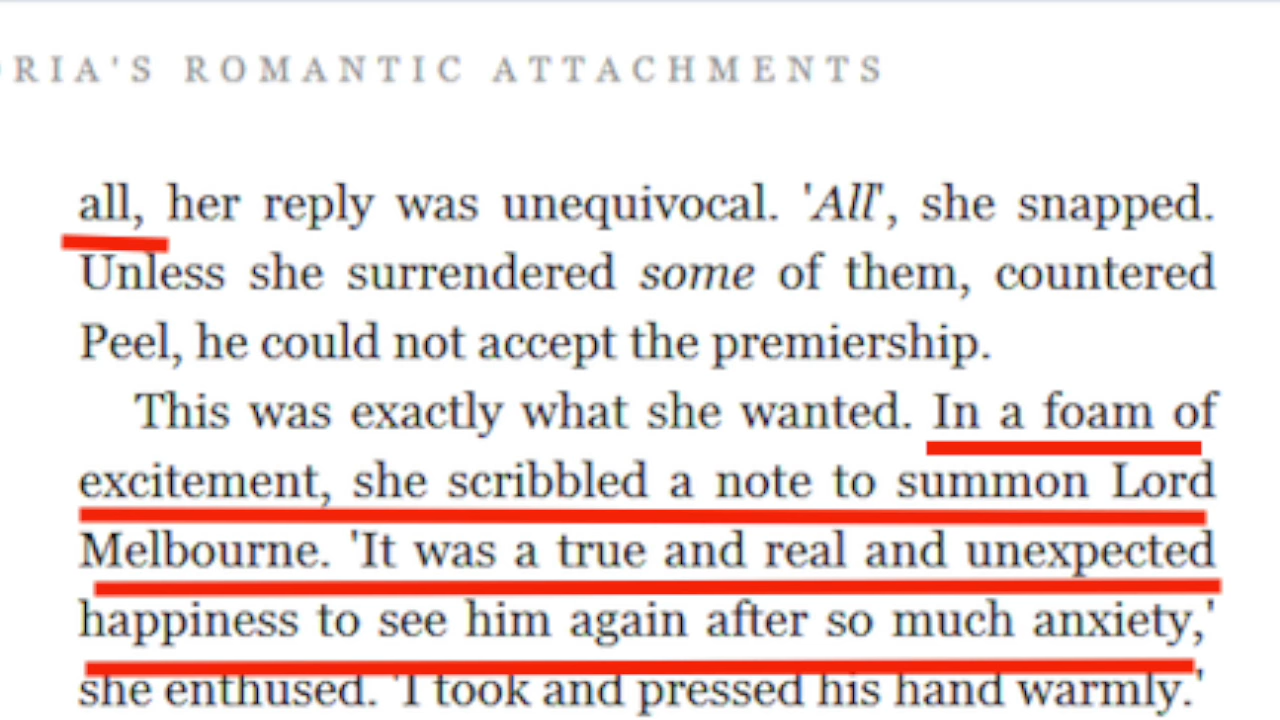 RIA'S ROMANTIC ATTACHMENTS
all, her reply was unequivocal. 'All', she snapped.
Unless she surrendered some of them, countered
Peel, he could not accept the premiership.
This was exactly what she wanted. In a foam of
excitement, she scribbled a note to summon Lord
Melbourne. 'It was a true and real and unexpected
happiness to see him again after so much anxiety,'
she enthused. 'I took and pressed his hand warmly.'